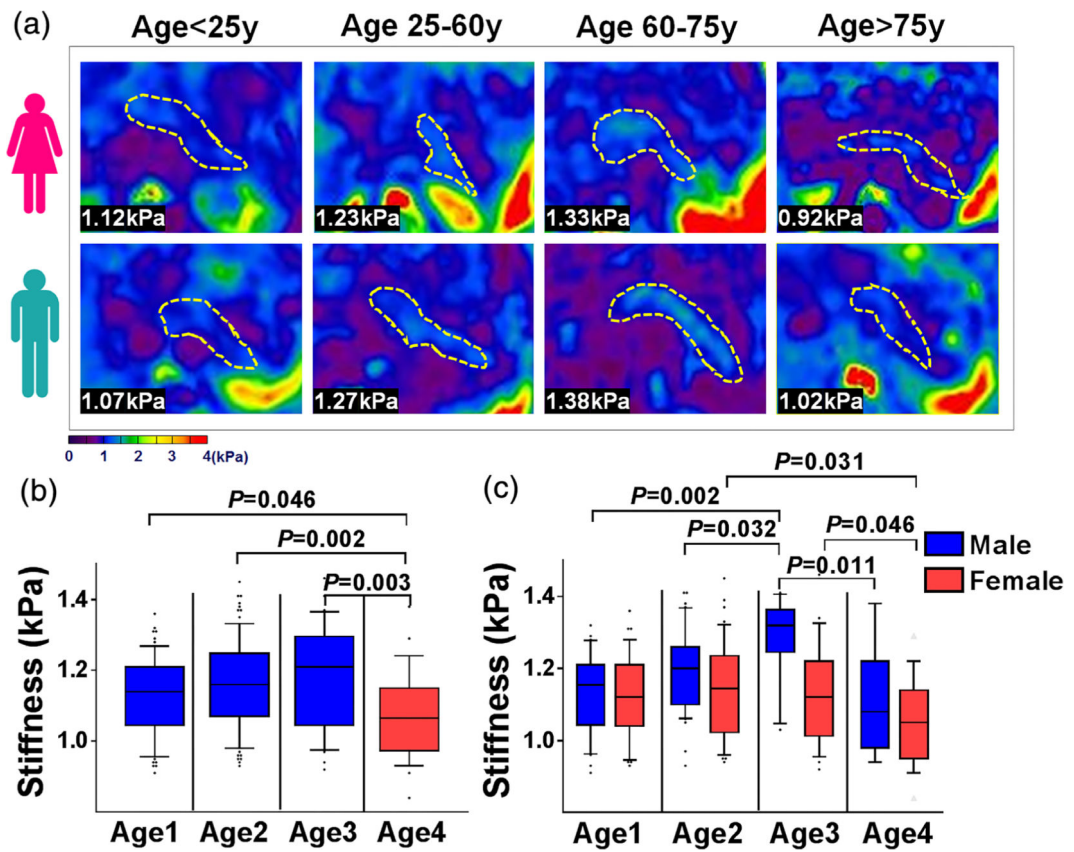 (a)
Age<25y Age 25-60y Age 60-75y Age>75y
1.12kPa 1.23kPa 1.33kPa 0.92kPa
1.07kPa 1.27kPa 1.38kPa 1.02kPa
0 1 2 3 4(kPa)
(b)
P=0.046
P=0.002
P=0.003
Stiffness (kPa)
1.4
1.2
1.0
Age1 Age2 Age3 Age4
(c)
P=0.031
P=0.002
P=0.032 P=0.046
P=0.011
Male
Female
Stiffness (kPa)
1.4
1.2
1.0
Age1 Age2 Age3 Age4